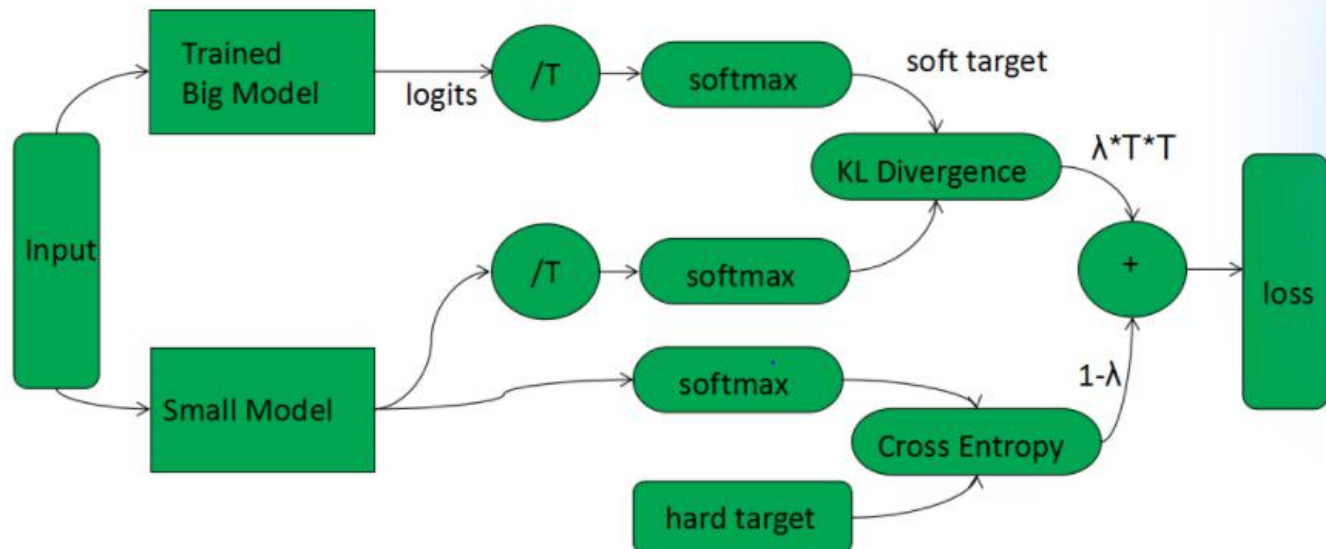 Trained
Big Model
logits
/T
softmax
soft target
KL Divergence
λ*T*T
Input
/T
softmax
+
loss
Small Model
softmax
1-λ
Cross Entropy
hard target